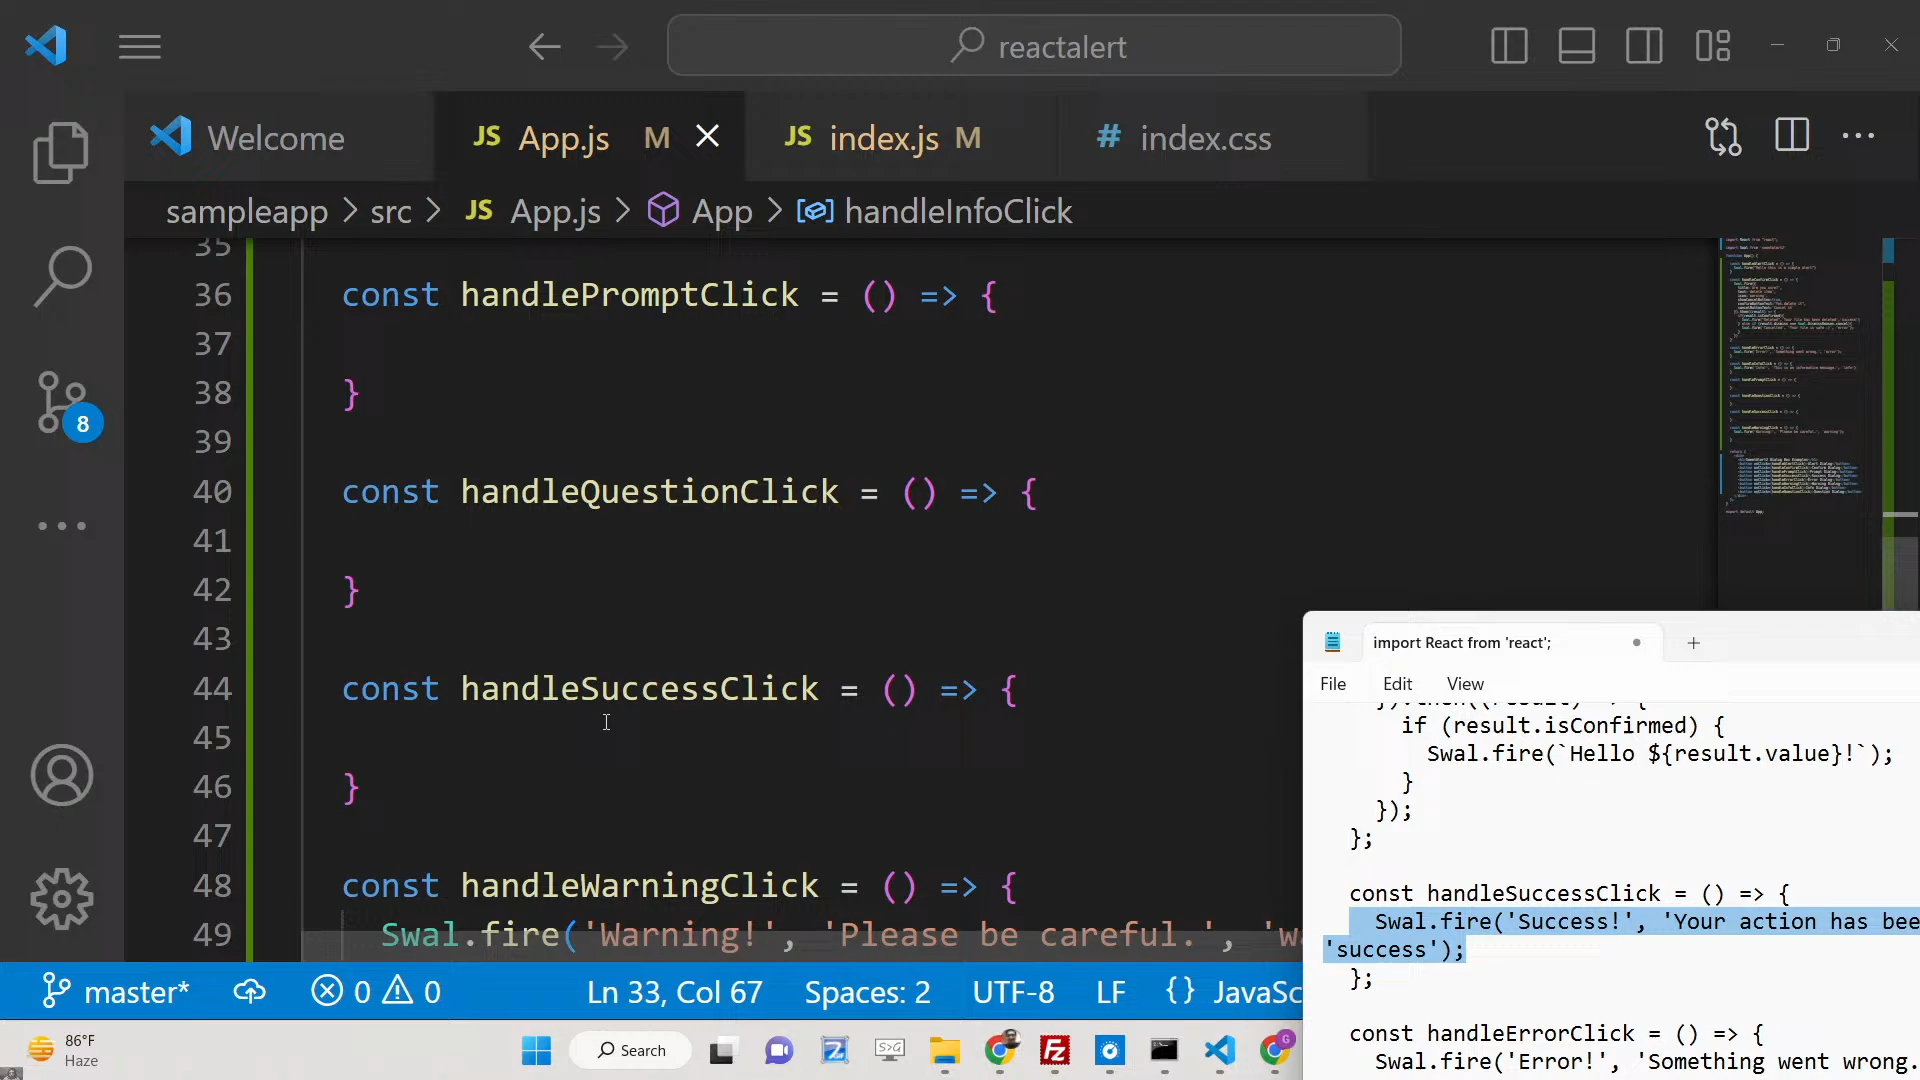 reactalert
Welcome
JS App.js M
JS index.js M
# index.css
sampleapp > src > JS App.js > App > handleInfoClick
35
36 const handlePromptClick = () => {
37
38 }
39
40 const handleQuestionClick = () => {
41
42 }
43
44 const handleSuccessClick = () => {
45
46 }
47
48 const handleWarningClick = () => {
49 Swal.fire('Warning!', 'Please be careful.', 'wa
8
import React from 'react';
File Edit View
}).then((result) => {
if (result.isConfirmed) {
Swal.fire(`Hello ${result.value}!`);
}
});
};
const handleSuccessClick = () => {
Swal.fire('Success!', 'Your action has bee
'success');
};
const handleErrorClick = () => {
Swal.fire('Error!', 'Something went wrong.
master* 0 0 Ln 33, Col 67 Spaces: 2 UTF-8 LF {} JavaSc
86°F
Haze
Search